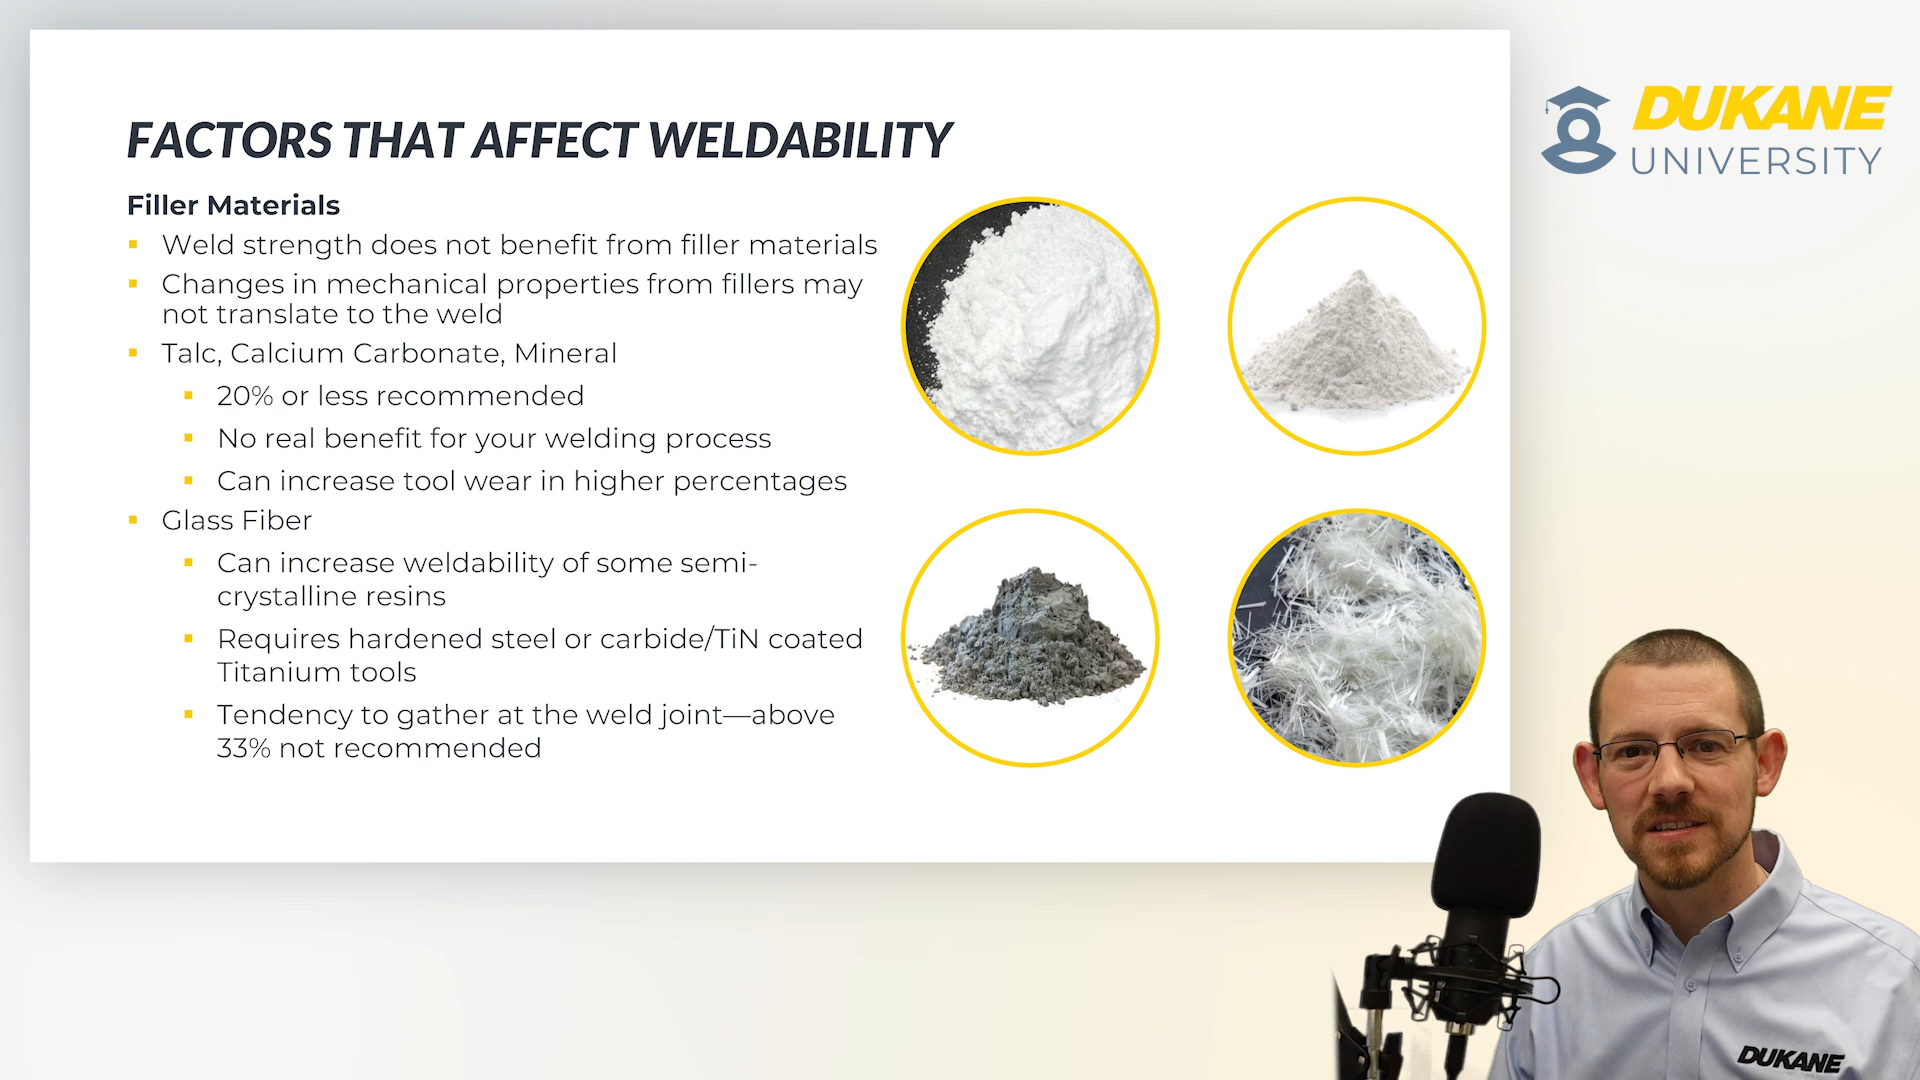 FACTORS THAT AFFECT WELDABILITY
Filler Materials
Weld strength does not benefit from filler materials
Changes in mechanical properties from fillers may
not translate to the weld
Talc, Calcium Carbonate, Mineral
20% or less recommended
No real benefit for your welding process
Can increase tool wear in higher percentages
Glass Fiber
Can increase weldability of some semi-
crystalline resins
Requires hardened steel or carbide/TiN coated
Titanium tools
Tendency to gather at the weld joint—above
33% not recommended
DUKANE
UNIVERSITY
DUKANE